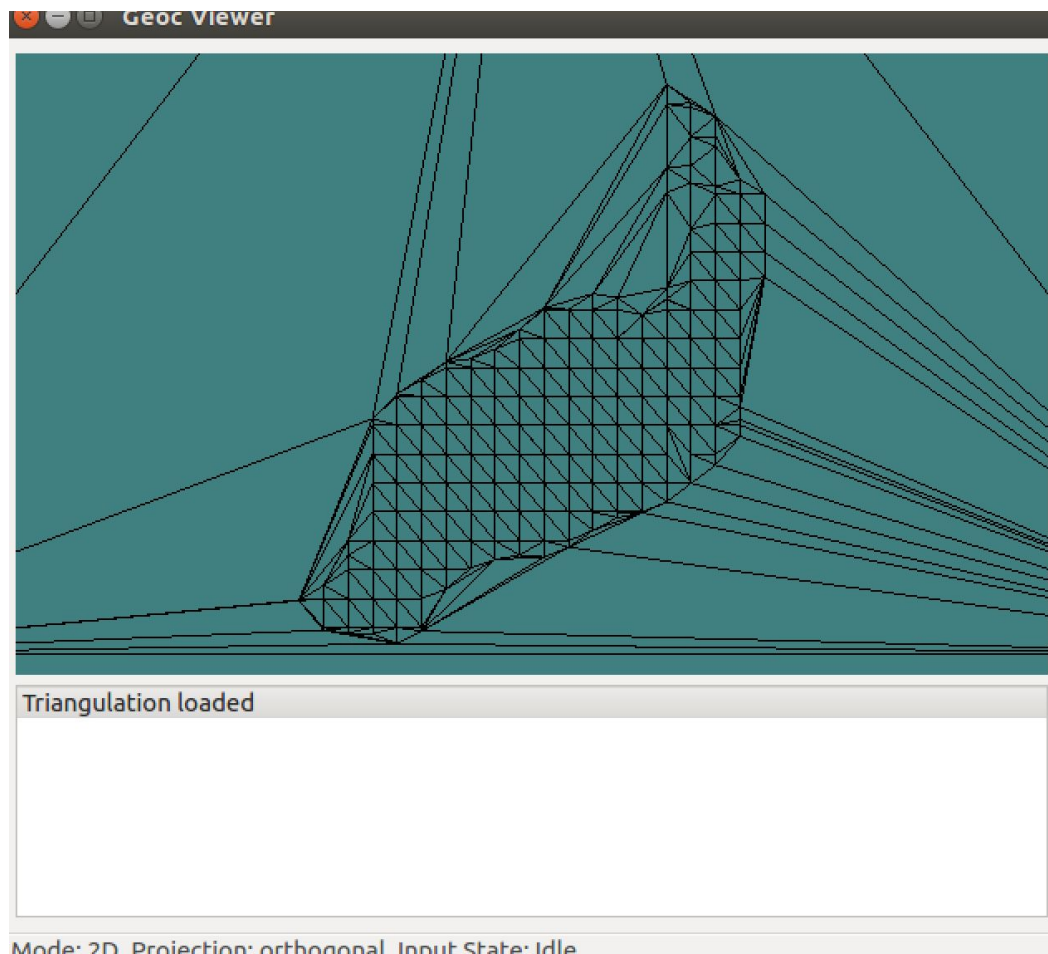 Geoc Viewer
Triangulation loaded
Mode: 2D Projection: orthogonal Input State: Idle